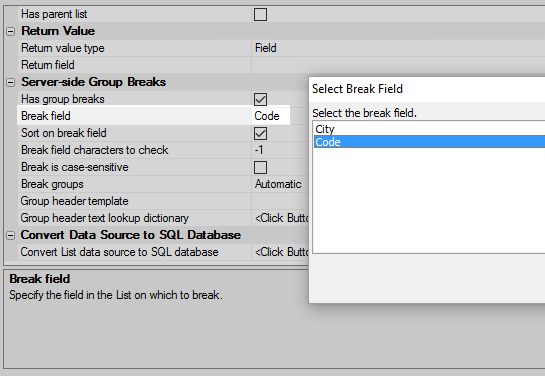 Has parent list
Return Value
Return value type Field
Return field
Server-side Group Breaks
Has group breaks
Break field Code
Sort on break field
Break field characters to check -1
Break is case-sensitive
Break groups Automatic
Group header template
Group header text lookup dictionary <Click Butto
Convert Data Source to SQL Database
Convert List data source to SQL database <Click Butto
Break field
Specify the field in the List on which to break.
Select Break Field
Select the break field.
City
Code